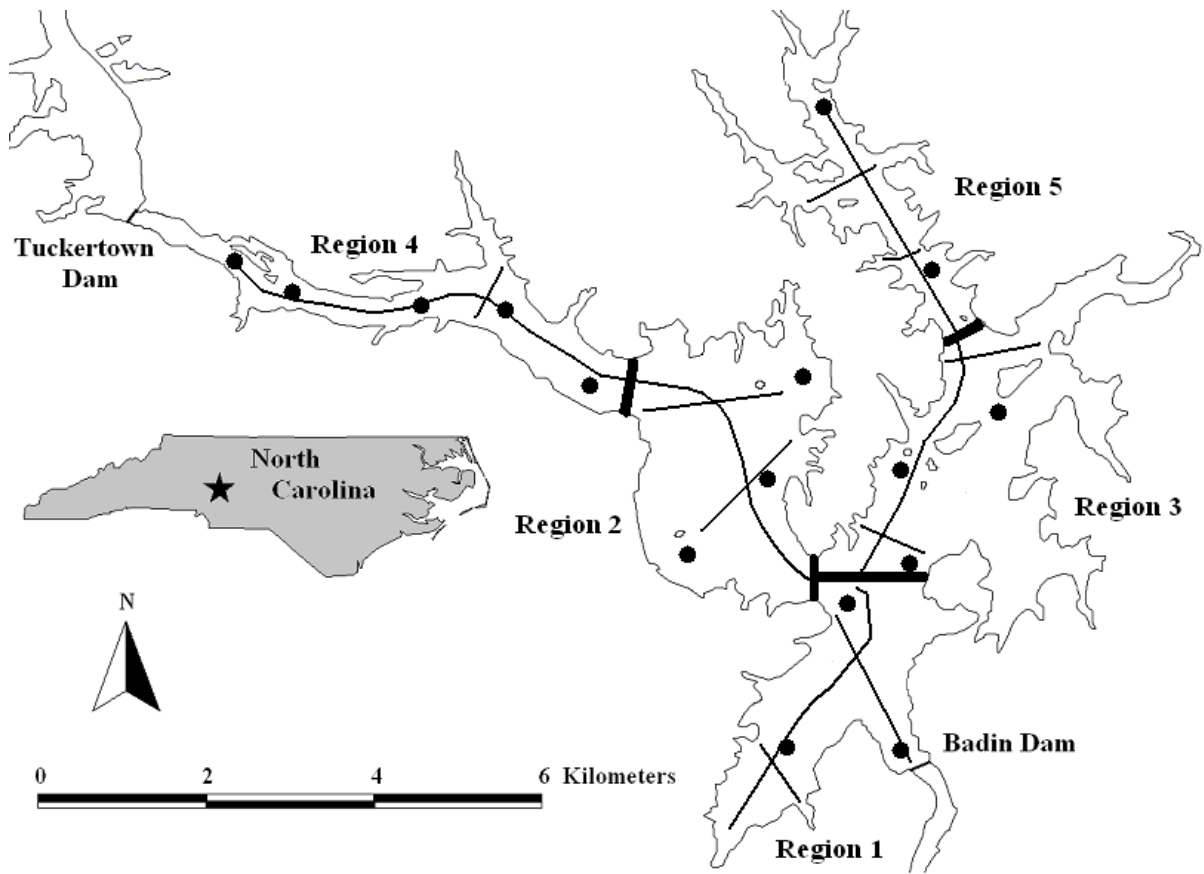 Region 5
Region 4
Tuckertown
Dam
North
Carolina
Region 2
Region 3
N
Badin Dam
0 2 4 6 Kilometers
Region 1